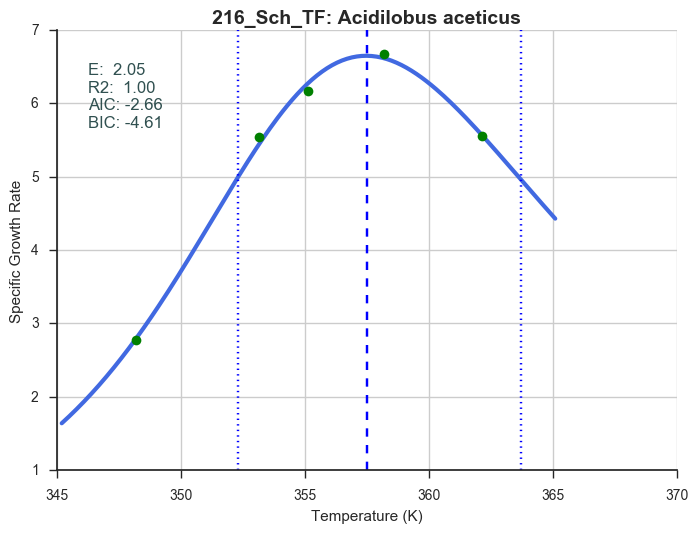 216_Sch_TF: Acidilobus aceticus
E:  2.05
R2:  1.00
AIC: -2.66
BIC: -4.61
Specific Growth Rate
7
6
5
4
3
2
1
345 350 355 360 365 370
Temperature (K)